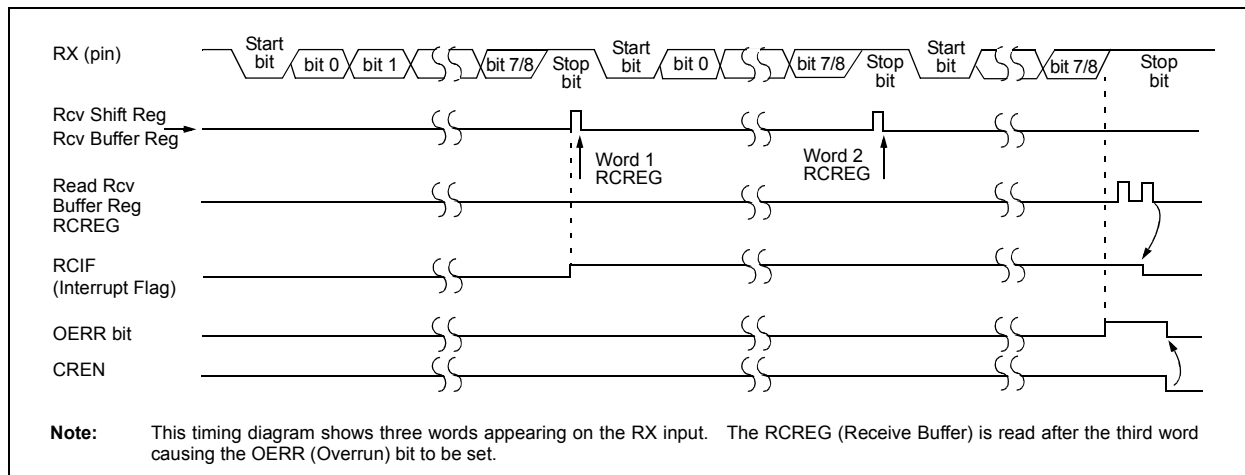 RX (pin)
Start
bit
bit 0
bit 1
bit 7/8
Stop
bit
Start
bit
bit 0
bit 7/8
Stop
bit
Start
bit
bit 7/8
Stop
bit
Rcv Shift Reg
Rcv Buffer Reg
Word 1
RCREG
Word 2
RCREG
Read Rcv
Buffer Reg
RCREG
RCIF
(Interrupt Flag)
OERR bit
CREN
Note: This timing diagram shows three words appearing on the RX input. The RCREG (Receive Buffer) is read after the third word
causing the OERR (Overrun) bit to be set.